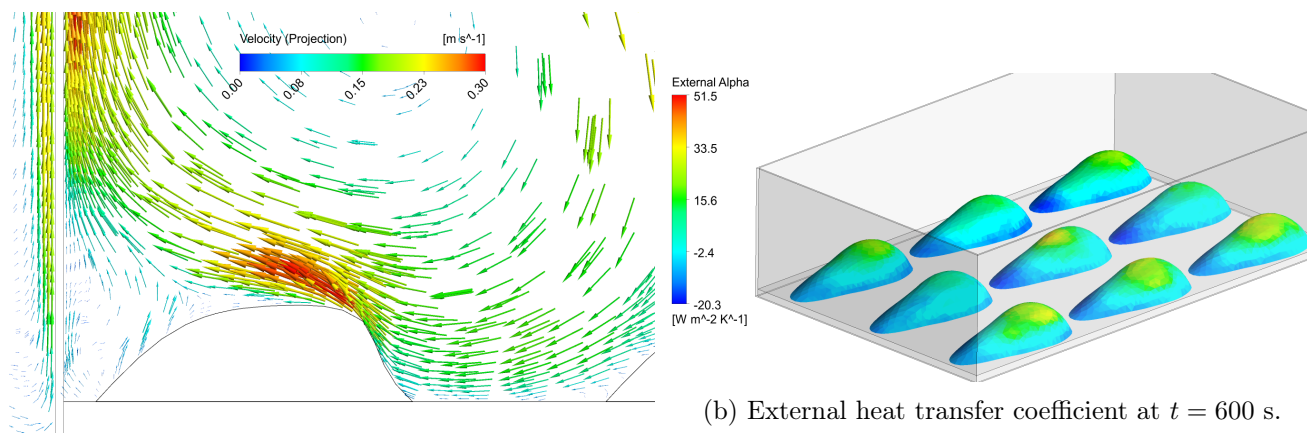 Velocity (Projection) [m s^-1]
0.00 0.08 0.15 0.23 0.30
External Alpha
51.5
33.5
15.6
-2.4
-20.3
[W m^-2 K^-1]
(b) External heat transfer coefficient at t = 600 s.